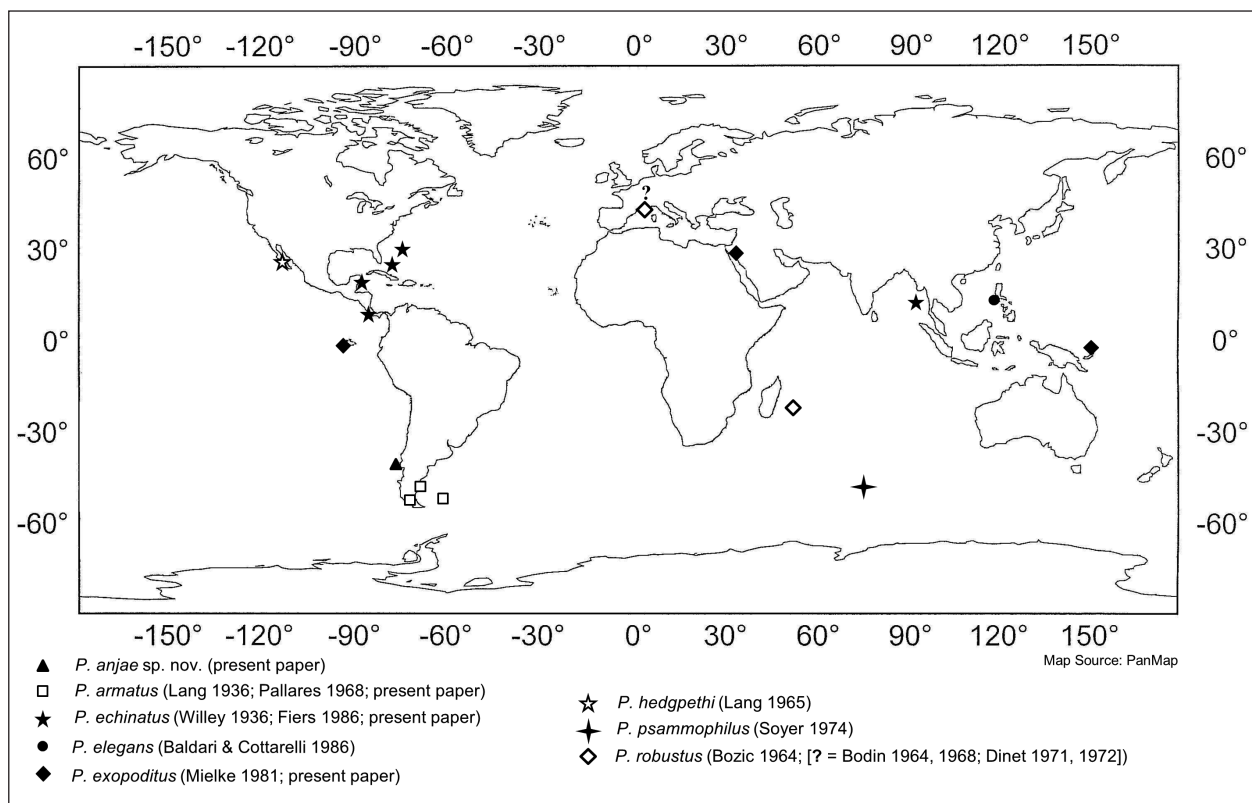 -150° -120° -90° -60° 0° 30° 60° 90° 120° 150°
60° 60°
?
30° 30°
0° 0°
-30° -30°
-60° -60°
-150° -120° -90° -60° 0° 30° 60° 90° 120° 150°
Map Source: PanMap
P. anjae sp. nov. (present paper)
P. armatus (Lang 1936; Pallares 1968; present paper)
P. echinatus (Willey 1936; Fiers 1986; present paper)
P. elegans (Baldari & Cottarelli 1986)
P. exopoditus (Mielke 1981; present paper)
P. hedgpethi (Lang 1965)
P. psammophilus (Soyer 1974)
P. robustus (Bozic 1964; [? = Bodin 1964, 1968; Dinet 1971, 1972])